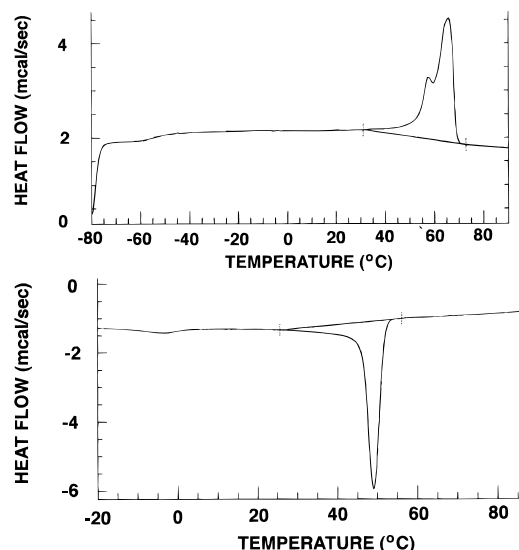 HEAT FLOW (mcal/sec)
4
2
0
-80 -60 -40 -20 0 20 40 60 80
TEMPERATURE (°C)
HEAT FLOW (mcal/sec)
0
-2
-4
-6
-20 0 20 40 60 80
TEMPERATURE (°C)